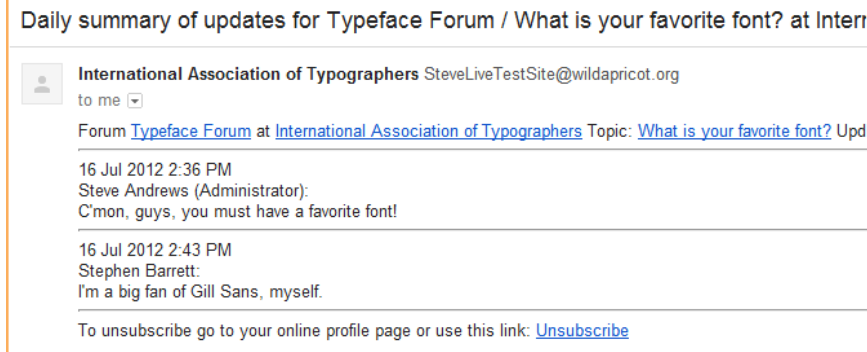 Daily summary of updates for Typeface Forum / What is your favorite font? at
International Association of Typographers SteveLiveTestSite@wildapricot.org
to me
Forum Typeface Forum at International Association of Typographers Topic: What is your favorite font?
16 Jul 2012 2:36 PM
Steve Andrews (Administrator):
C'mon, guys, you must have a favorite font!
16 Jul 2012 2:43 PM
Stephen Barrett:
I'm a big fan of Gill Sans, myself.
To unsubscribe go to your online profile page or use this link: Unsubscribe